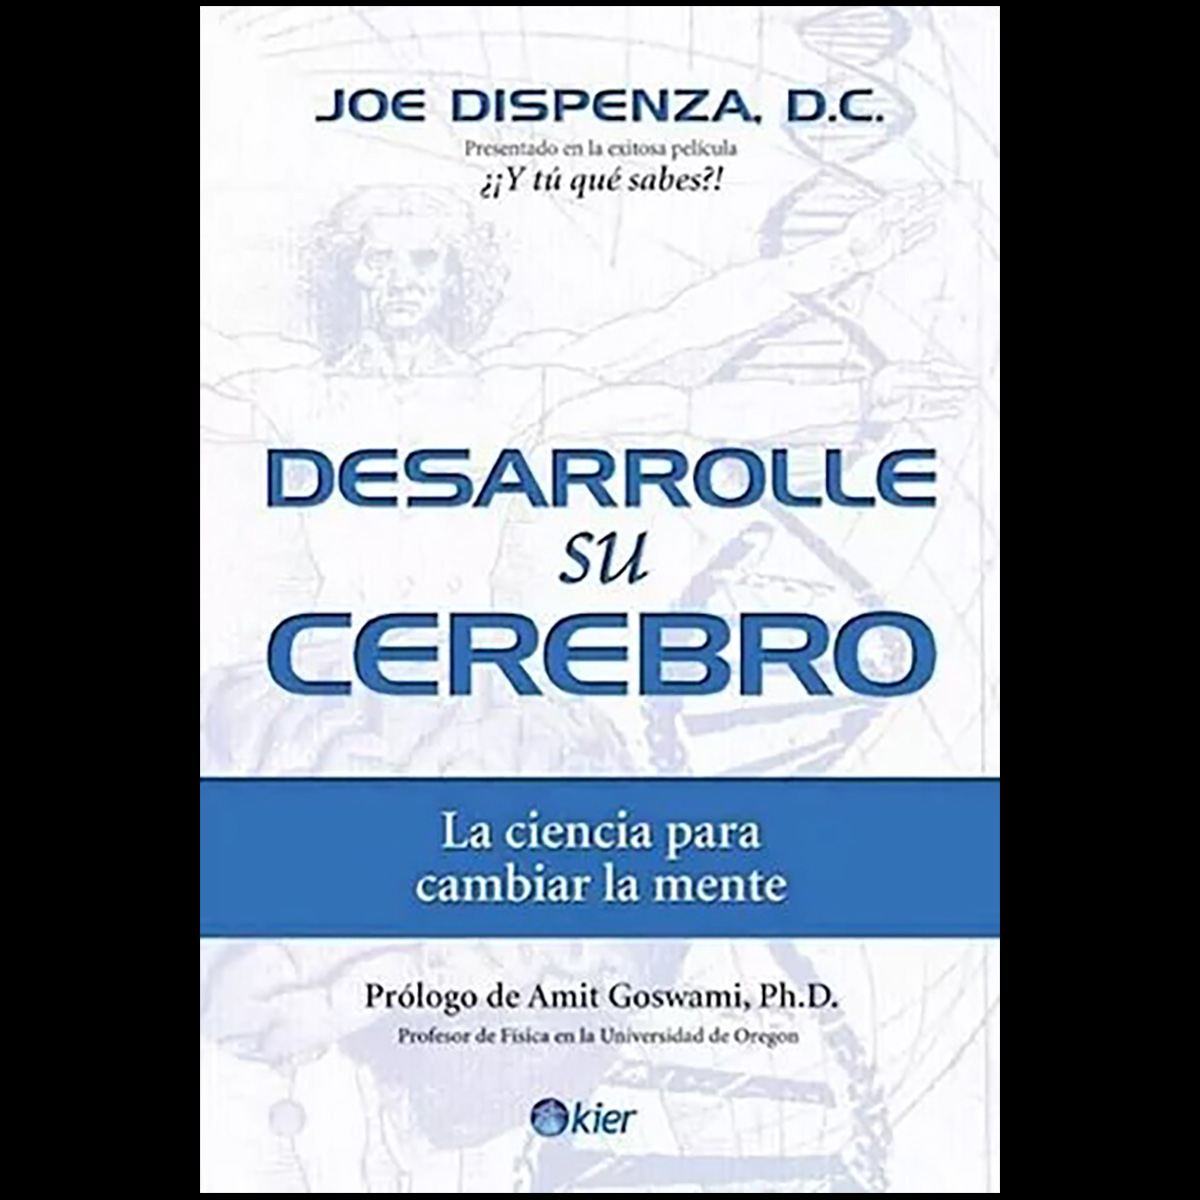 JOE DISPENZA, D.C.
Presentado en la exitosa película
¿¡¡Y tú qué sabes?!
DESARROLLE
su
CEREBRO
La ciencia para
cambiar la mente
Prólogo de Amit Goswami, Ph.D.
Profesor de Física en la Universidad de Oregon
kier